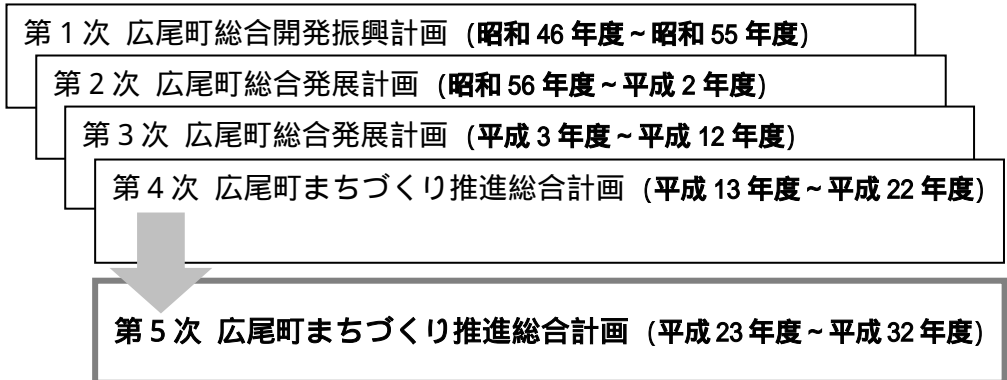 第１次 広尾町総合開発振興計画 (昭和 46 年度～昭和 55 年度)
第２次 広尾町総合発展計画 (昭和 56 年度～平成 2 年度)
第３次 広尾町総合発展計画 (平成 3 年度～平成 12 年度)
第４次 広尾町まちづくり推進総合計画 (平成 13 年度～平成 22 年度)
第５次 広尾町まちづくり推進総合計画 (平成 23 年度～平成 32 年度)